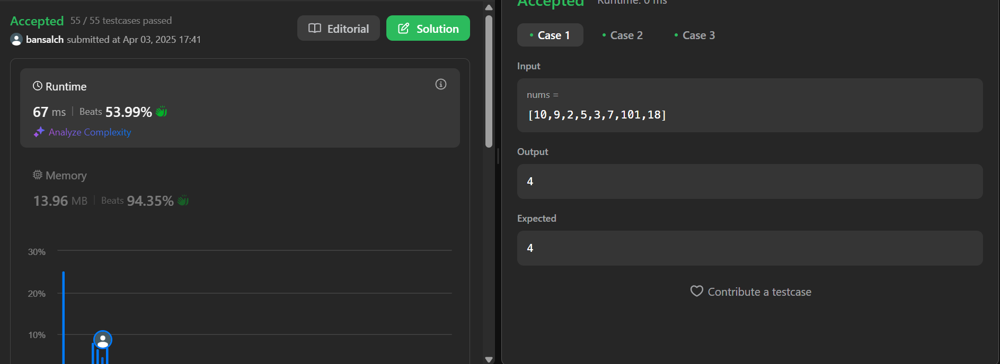 Accepted 55 / 55 testcases passed
bansalch submitted at Apr 03, 2025 17:41
Editorial
Solution
Runtime
67 ms | Beats 53.99%
Analyze Complexity
Memory
13.96 MB | Beats 94.35%
30%
20%
10%
Accepted Runtime: 0 ms
• Case 1 • Case 2 • Case 3
Input
nums =
[10,9,2,5,3,7,101,18]
Output
4
Expected
4
Contribute a testcase